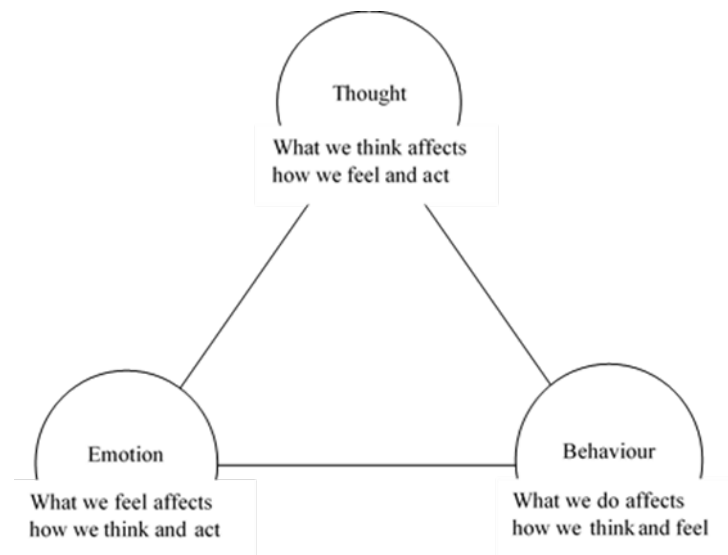 Thought
What we think affects
how we feel and act
Emotion
What we feel affects
how we think and act
Behaviour
What we do affects
how we think and feel